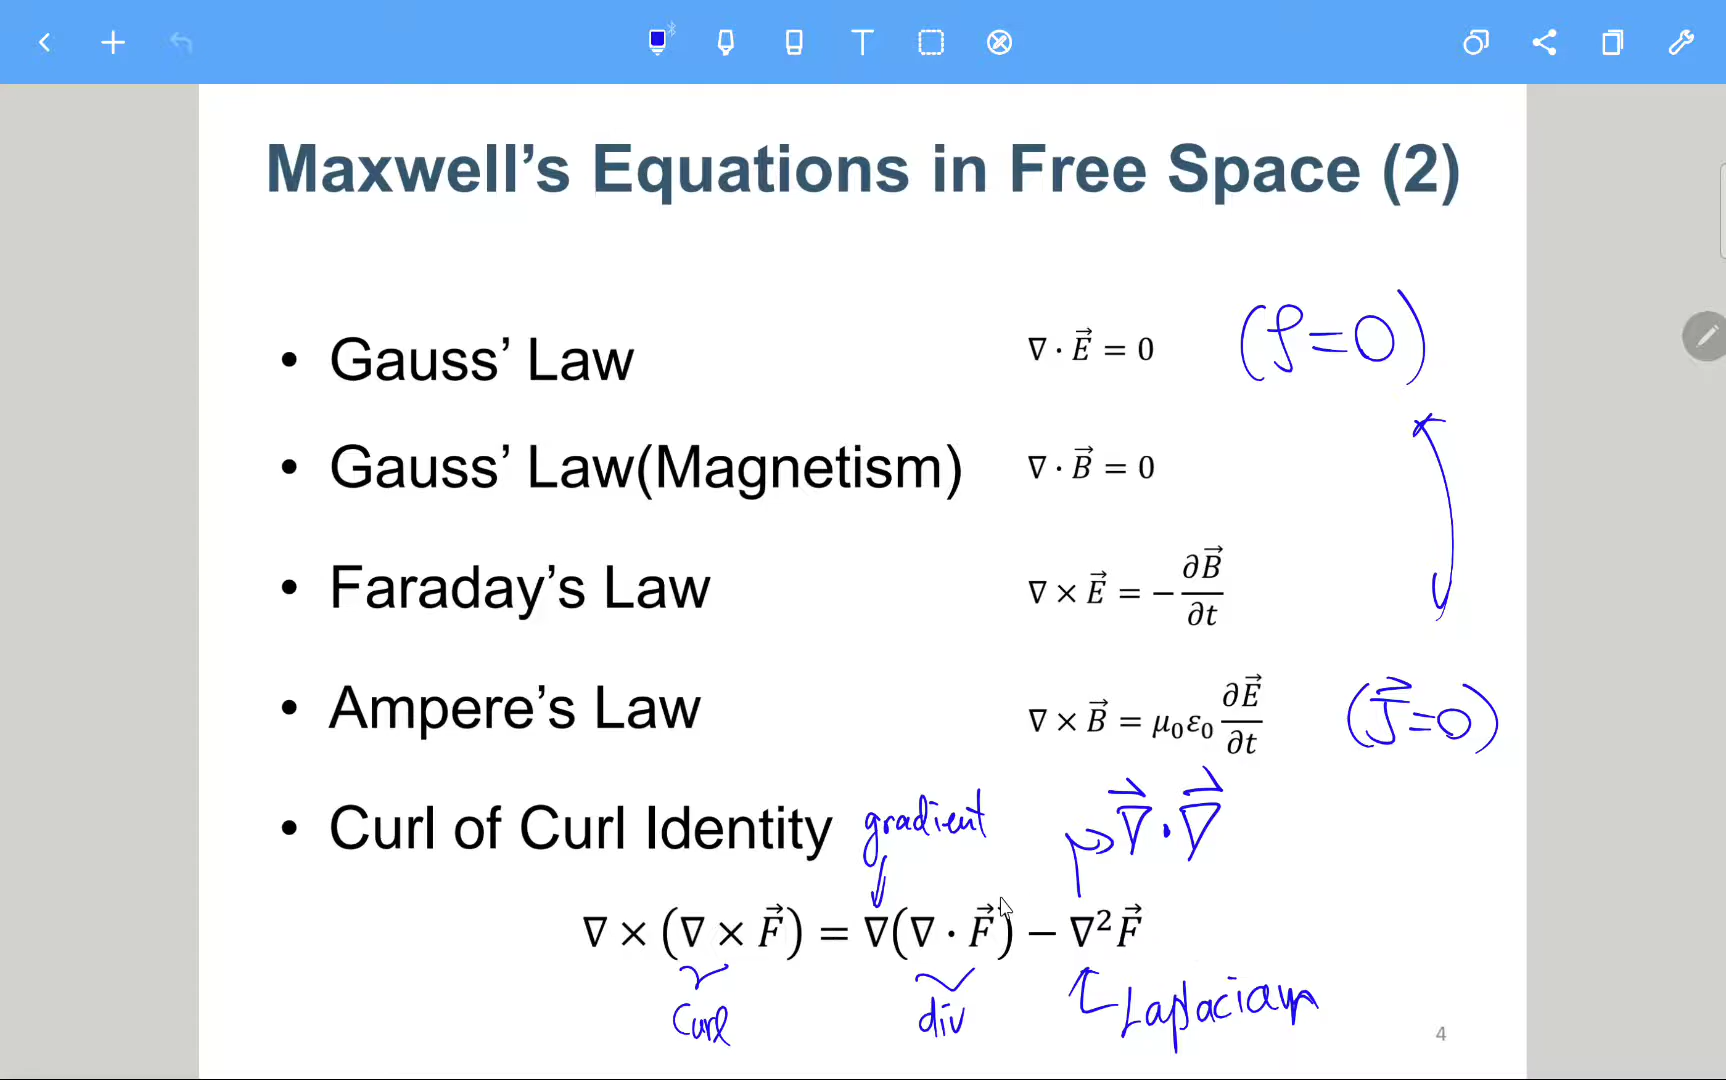 Maxwell’s Equations in Free Space (2)
• Gauss’ Law ∇ · E⃗ = 0 (ρ=0)
• Gauss’ Law(Magnetism) ∇ · B⃗ = 0
• Faraday’s Law ∇ × E⃗ = −∂B⃗/∂t
• Ampere’s Law ∇ × B⃗ = μ₀ε₀ ∂E⃗/∂t (J⃗=0)
• Curl of Curl Identity gradient ∇⃗ · ∇⃗
∇ × (∇ × F⃗) = ∇(∇ · F⃗) − ∇²F⃗
Curl div Laplacian
4